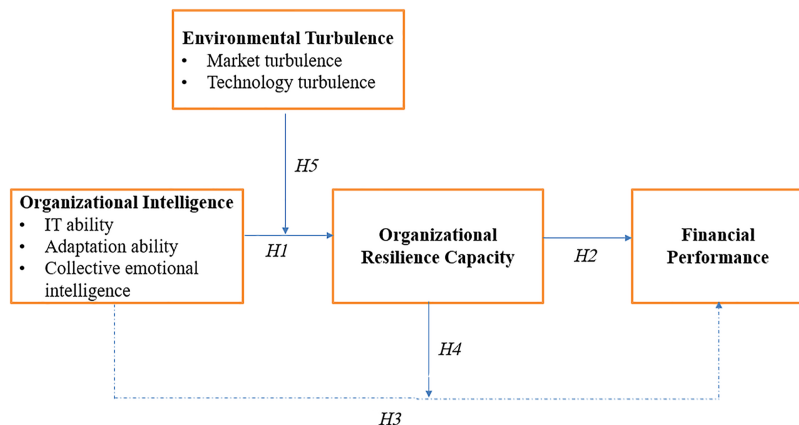 Environmental Turbulence
• Market turbulence
• Technology turbulence
H5
Organizational Intelligence
• IT ability
• Adaptation ability
• Collective emotional
intelligence
H1
Organizational
Resilience Capacity
H2
Financial
Performance
H4
H3